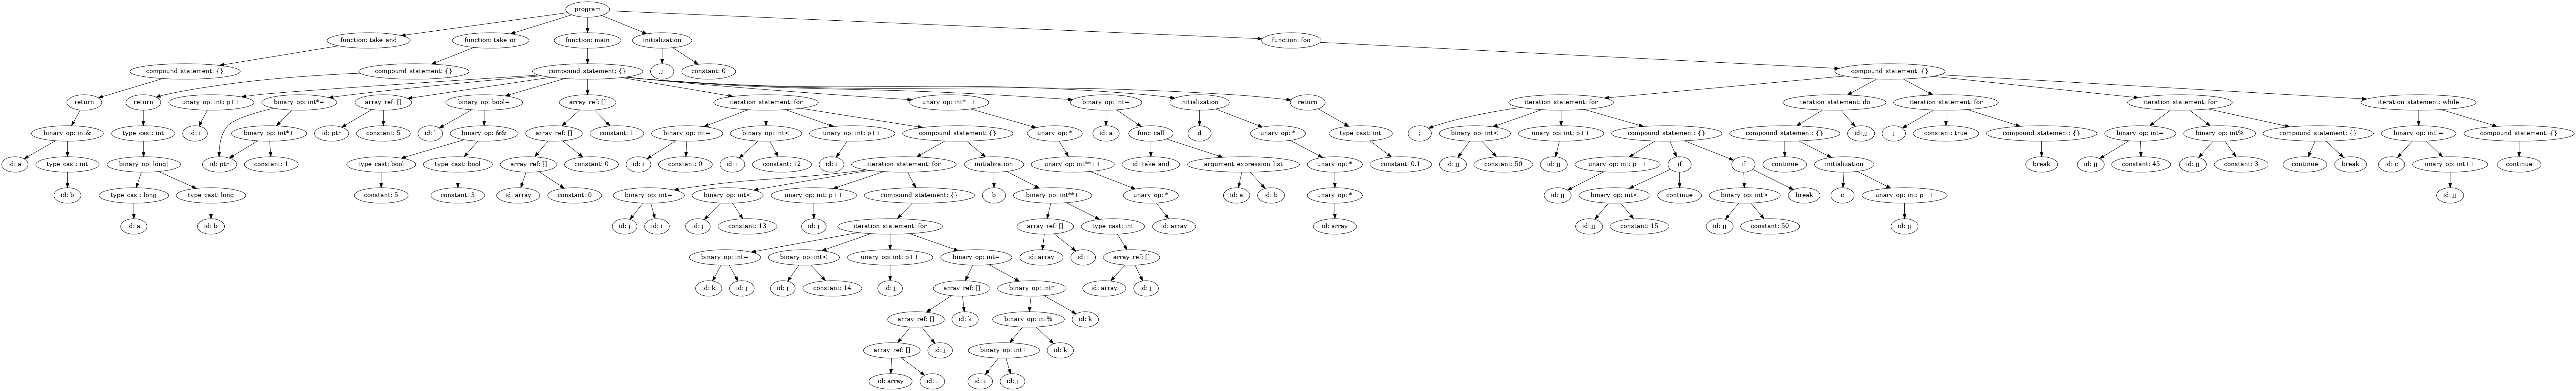 program
function: take_and
function: take_or
function: main
initialization
function: foo
compound_statement: {}
compound_statement: {}
compound_statement: {}
jj
constant: 0
compound_statement: {}
return
return
unary_op: int: p++
binary_op: int*=
array_ref: []
binary_op: bool=
array_ref: []
iteration_statement: for
unary_op: int*++
binary_op: int=
initialization
return
iteration_statement: for
iteration_statement: do
iteration_statement: for
iteration_statement: for
iteration_statement: while
binary_op: int&
type_cast: int
id: i
binary_op: int*+
id: ptr
constant: 5
id: l
binary_op: &&
array_ref: []
constant: 1
binary_op: int=
binary_op: int<
unary_op: int: p++
compound_statement: {}
unary_op: *
id: a
func_call
d
unary_op: *
type_cast: int
;
binary_op: int<
unary_op: int: p++
compound_statement: {}
compound_statement: {}
id: jj
;
constant: true
compound_statement: {}
binary_op: int=
binary_op: int%
compound_statement: {}
binary_op: int!=
compound_statement: {}
id: a
type_cast: int
binary_op: long|
id: ptr
constant: 1
type_cast: bool
type_cast: bool
array_ref: []
constant: 0
id: i
constant: 0
id: i
constant: 12
id: i
iteration_statement: for
initialization
unary_op: int**++
id: take_and
argument_expression_list
unary_op: *
constant: 0.1
id: jj
constant: 50
id: jj
unary_op: int: p++
if
if
continue
initialization
break
id: jj
constant: 45
id: jj
constant: 3
continue
break
id: c
unary_op: int++
continue
id: b
type_cast: long
type_cast: long
constant: 5
constant: 3
id: array
constant: 0
binary_op: int=
binary_op: int<
unary_op: int: p++
compound_statement: {}
b
binary_op: int**+
unary_op: *
id: a
id: b
unary_op: *
id: jj
binary_op: int<
continue
binary_op: int>
break
c
unary_op: int: p++
id: jj
id: a
id: b
id: j
id: i
id: j
constant: 13
id: j
iteration_statement: for
array_ref: []
type_cast: int
id: array
id: array
id: jj
constant: 15
id: jj
constant: 50
id: jj
binary_op: int=
binary_op: int<
unary_op: int: p++
binary_op: int=
id: array
id: i
array_ref: []
id: k
id: j
id: j
constant: 14
id: j
array_ref: []
binary_op: int*
id: array
id: j
array_ref: []
id: k
binary_op: int%
id: k
array_ref: []
id: j
binary_op: int+
id: k
id: array
id: i
id: i
id: j